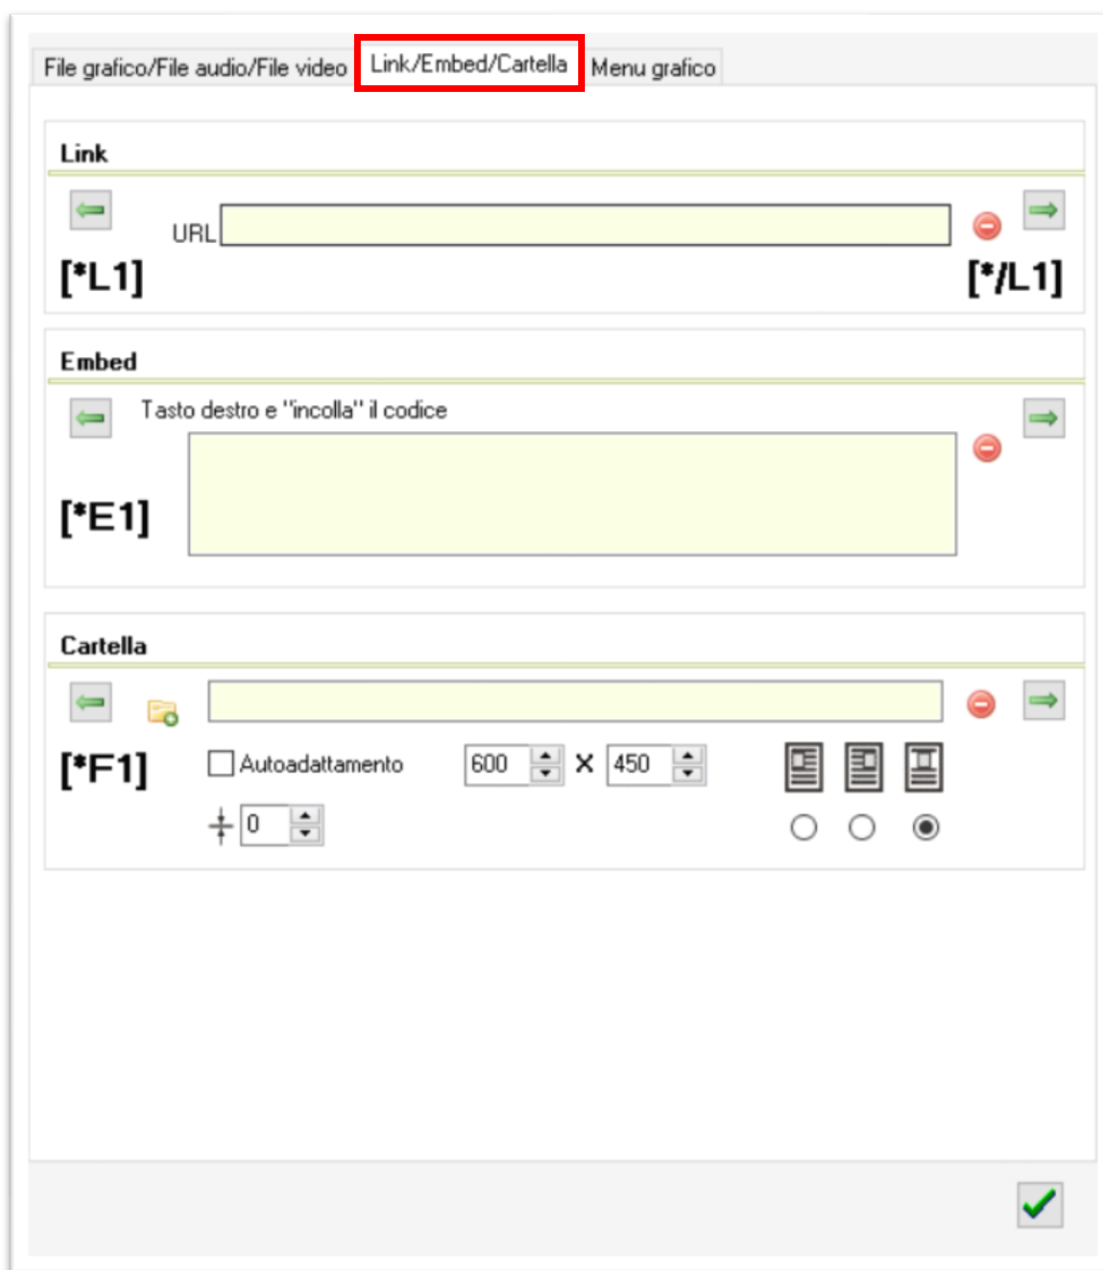 File grafico/File audio/File video Link/Embed/Cartella Menu grafico
Link
URL
[*L1] [*/L1]
Embed
Tasto destro e "incolla" il codice
[*E1]
Cartella
[*F1] Autoadattamento 600 X 450
0